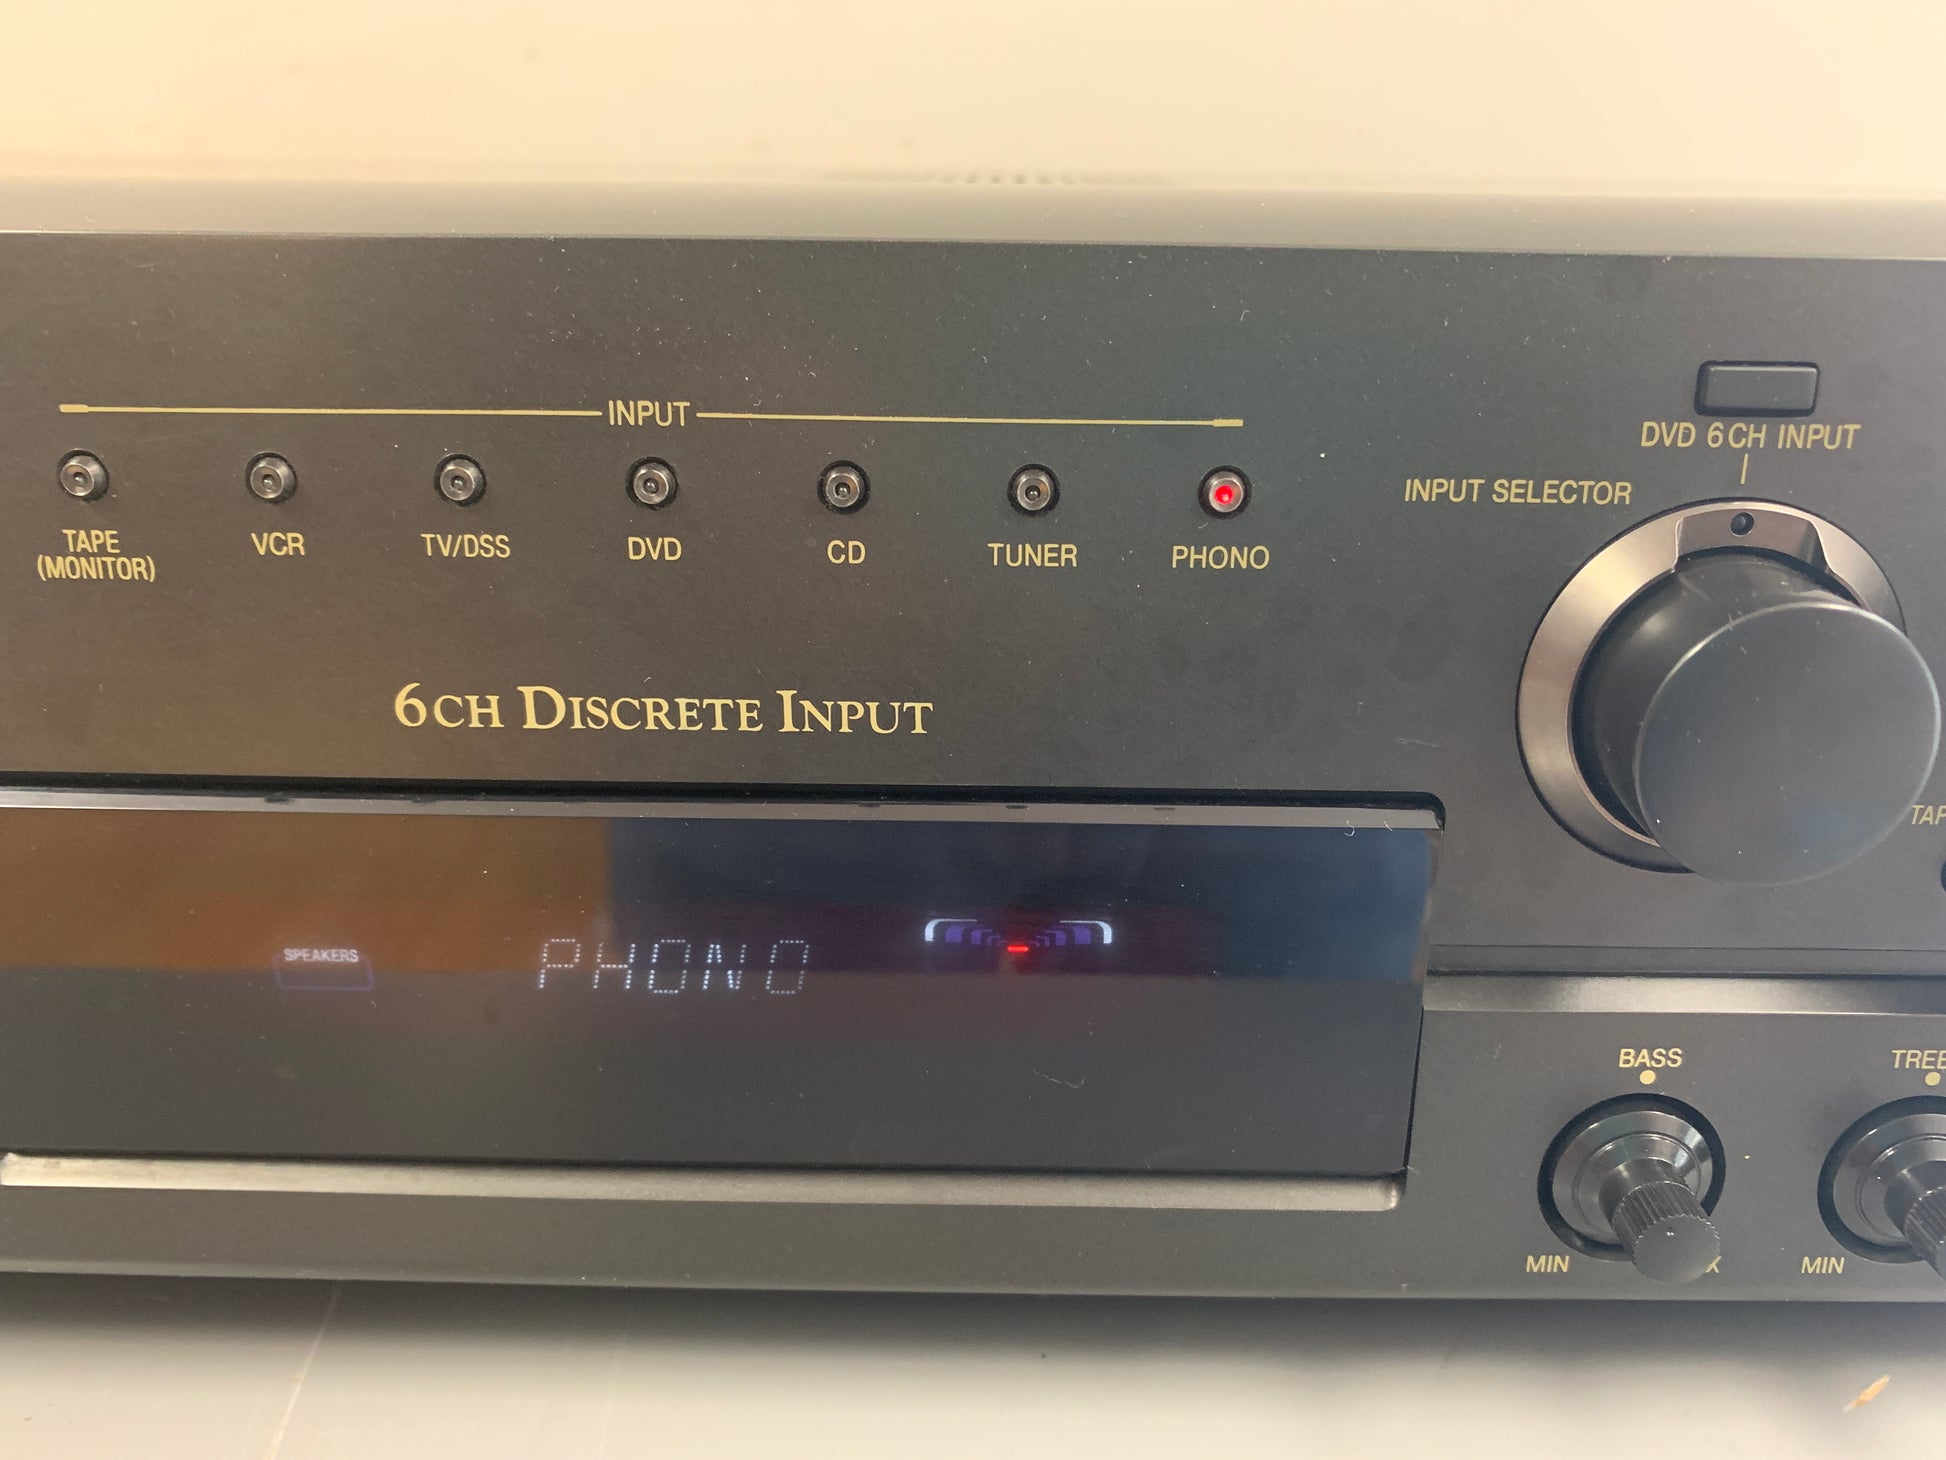 INPUT
TAPE
(MONITOR)
VCR
TV/DSS
DVD
CD
TUNER
PHONO
DVD 6CH INPUT
INPUT SELECTOR
6CH DISCRETE INPUT
SPEAKERS
PHONO
BASS
MIN
MIN